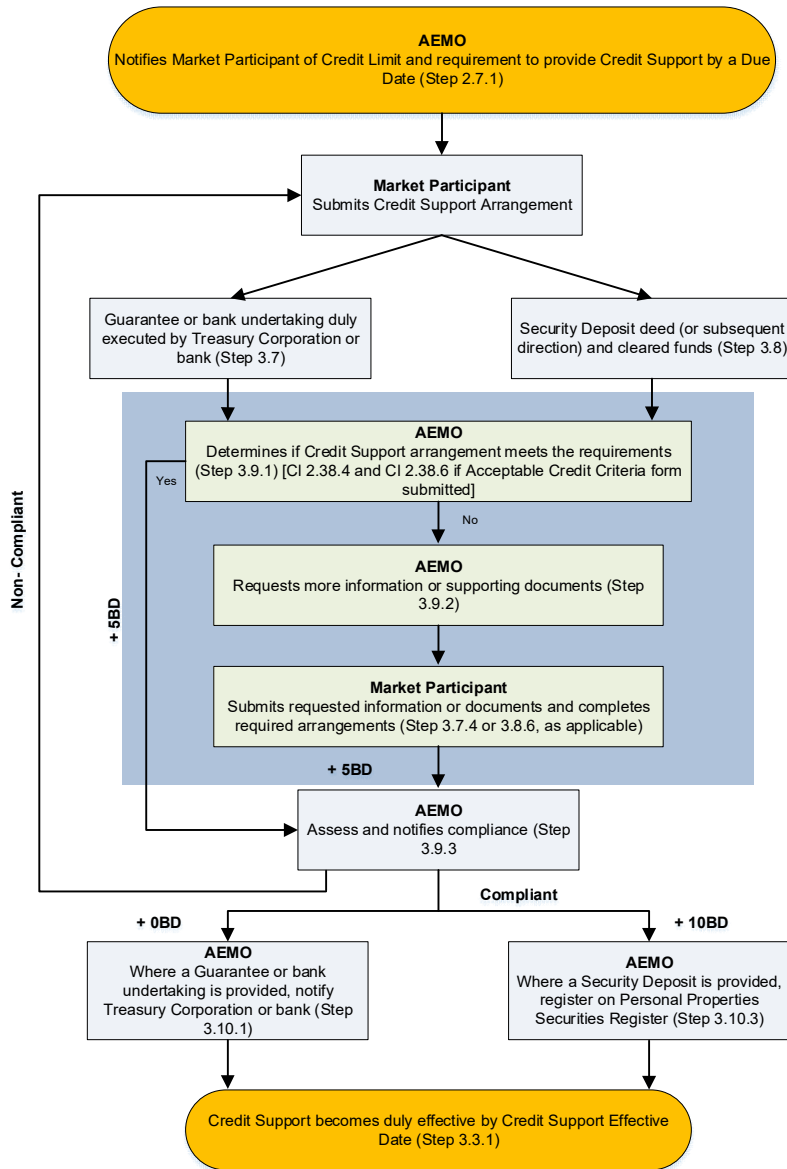 AEMO
Notifies Market Participant of Credit Limit and requirement to provide Credit Support by a Due
Date (Step 2.7.1)
Market Participant
Submits Credit Support Arrangement
Guarantee or bank undertaking duly
executed by Treasury Corporation or
bank (Step 3.7)
Security Deposit deed (or subsequent
direction) and cleared funds (Step 3.8)
AEMO
Determines if Credit Support arrangement meets the requirements
(Step 3.9.1) [Cl 2.38.4 and Cl 2.38.6 if Acceptable Credit Criteria form
submitted]
Yes
No
Non- Compliant
+ 5BD
AEMO
Requests more information or supporting documents (Step
3.9.2)
Market Participant
Submits requested information or documents and completes
required arrangements (Step 3.7.4 or 3.8.6, as applicable)
+ 5BD
AEMO
Assess and notifies compliance (Step
3.9.3
Compliant
+ 0BD
+ 10BD
AEMO
Where a Guarantee or bank
undertaking is provided, notify
Treasury Corporation or bank (Step
3.10.1)
AEMO
Where a Security Deposit is provided,
register on Personal Properties
Securities Register (Step 3.10.3)
Credit Support becomes duly effective by Credit Support Effective
Date (Step 3.3.1)